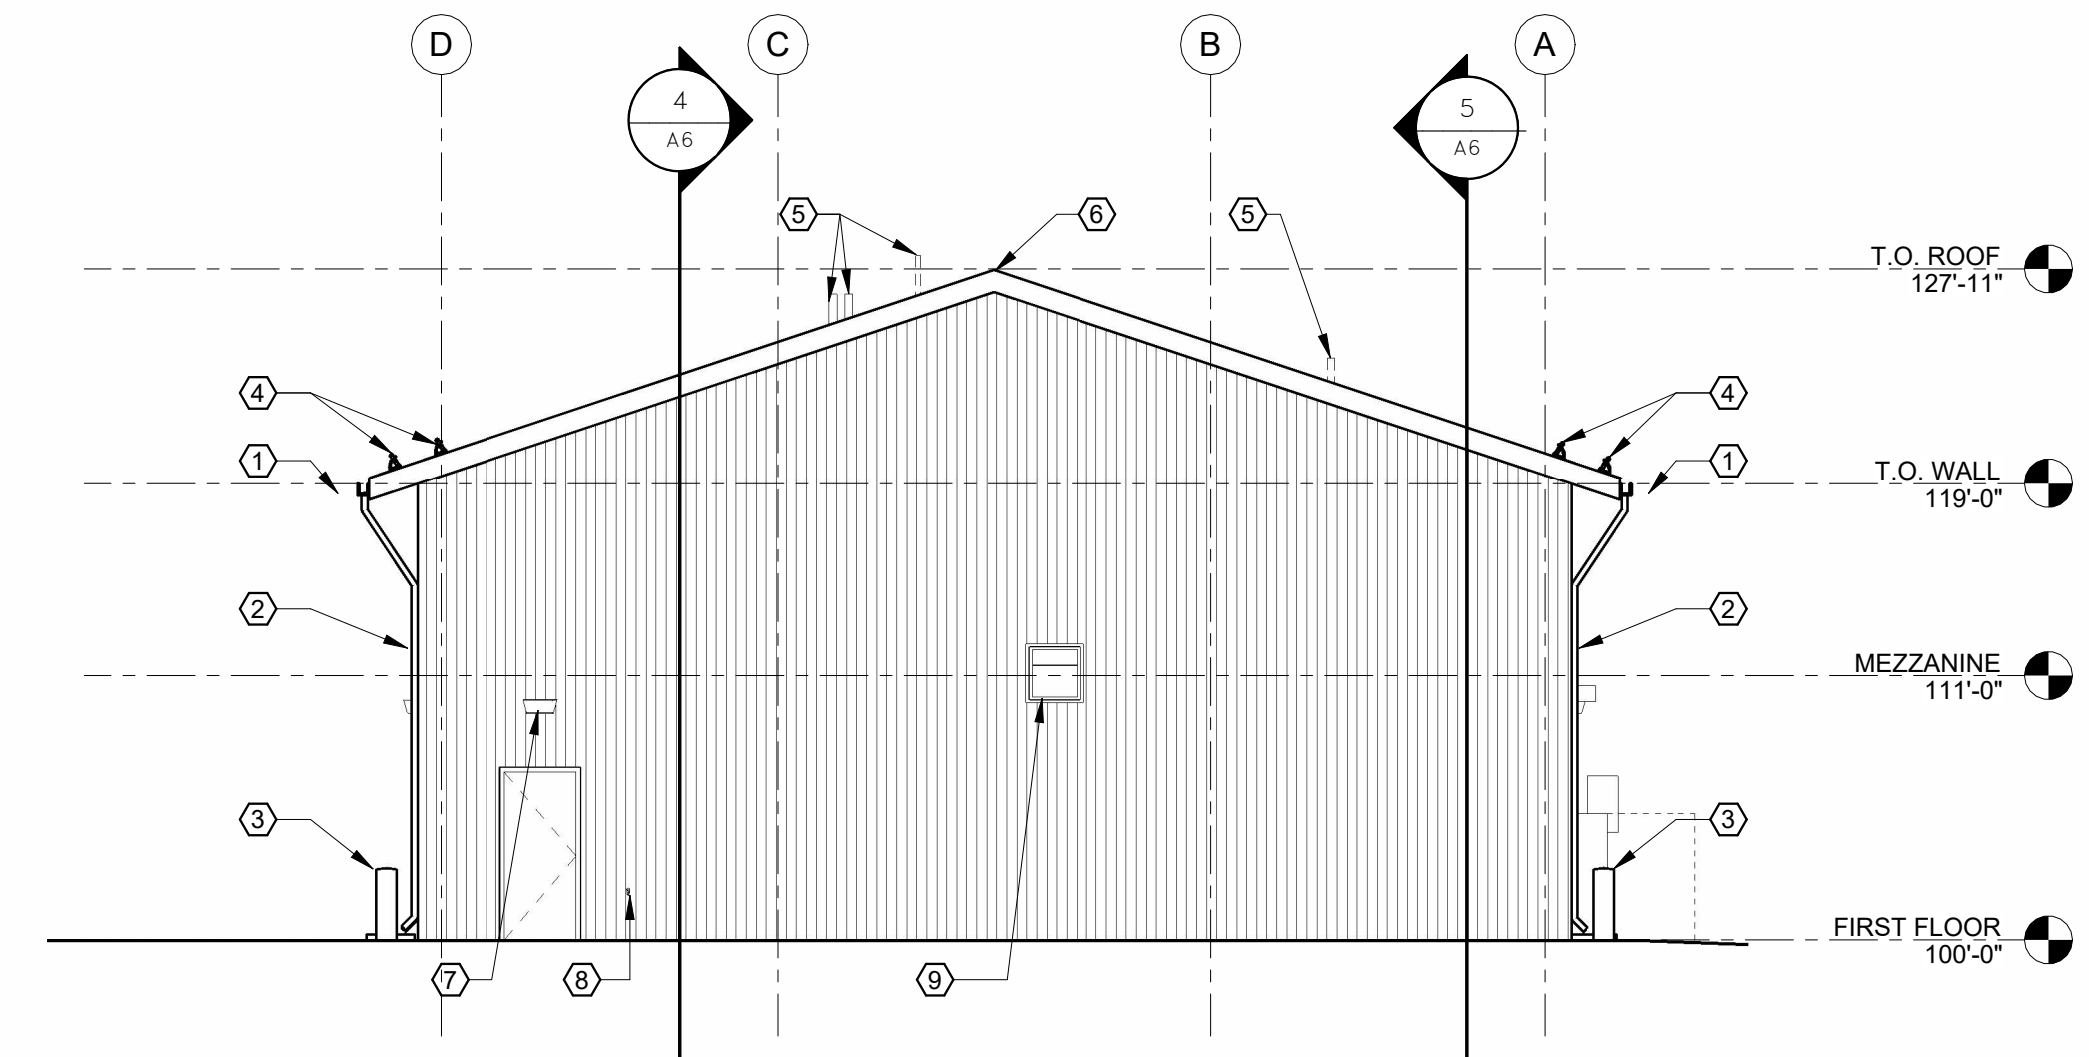 D
C
B
A
4
A6
5
A6
5
6
5
T.O. ROOF
127'-11"
4
4
1
1
T.O. WALL
119'-0"
2
2
MEZZANINE
111'-0"
3
3
FIRST FLOOR
100'-0"
7
8
9